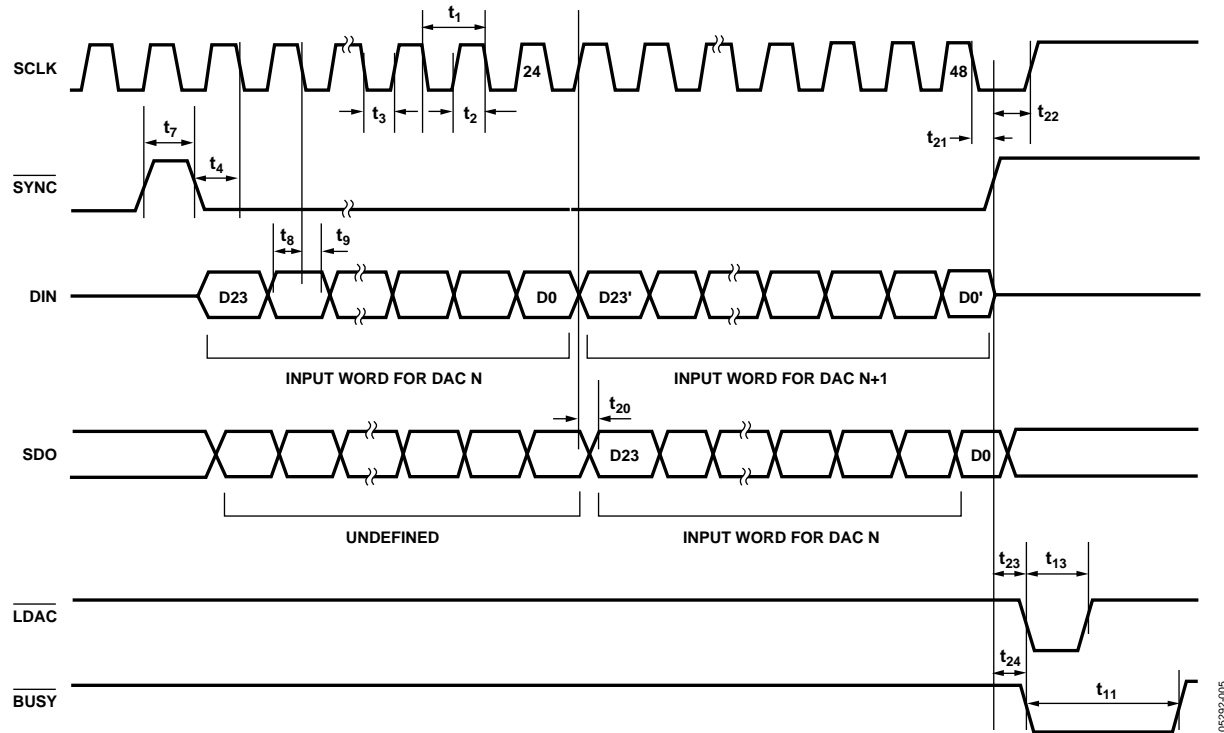 t1
SCLK
24
48
t3
t2
t22
t21
t7
t4
SYNC
t8
t9
DIN
D23
D0
D23'
D0'
INPUT WORD FOR DAC N
INPUT WORD FOR DAC N+1
t20
SDO
D23
D0
UNDEFINED
INPUT WORD FOR DAC N
t23
t13
LDAC
t24
t11
BUSY
05292-005